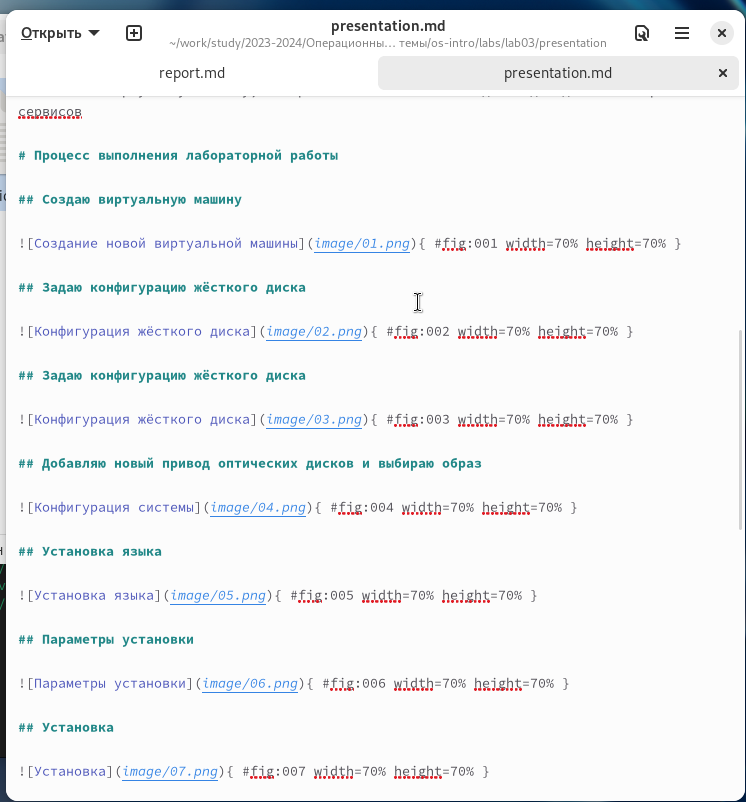 Открыть
presentation.md
~/work/study/2023-2024/Операционны… темы/os-intro/labs/lab03/presentation
report.md
presentation.md
сервисов
# Процесс выполнения лабораторной работы
## Создаю виртуальную машину
![Создание новой виртуальной машины](image/01.png){ #fig:001 width=70% height=70% }
## Задаю конфигурацию жёсткого диска
![Конфигурация жёсткого диска](image/02.png){ #fig:002 width=70% height=70% }
## Задаю конфигурацию жёсткого диска
![Конфигурация жёсткого диска](image/03.png){ #fig:003 width=70% height=70% }
## Добавляю новый привод оптических дисков и выбираю образ
![Конфигурация системы](image/04.png){ #fig:004 width=70% height=70% }
## Установка языка
![Установка языка](image/05.png){ #fig:005 width=70% height=70% }
## Параметры установки
![Параметры установки](image/06.png){ #fig:006 width=70% height=70% }
## Установка
![Установка](image/07.png){ #fig:007 width=70% height=70% }